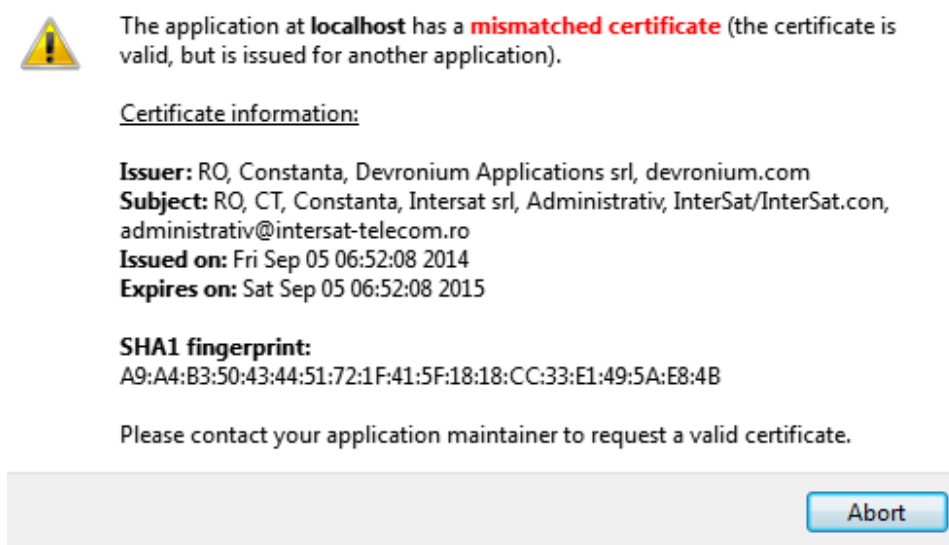 The application at localhost has a mismatched certificate (the certificate is
valid, but is issued for another application).
Certificate information:
Issuer: RO, Constanta, Devronium Applications srl, devronium.com
Subject: RO, CT, Constanta, Intersat srl, Administrativ, InterSat/InterSat.con,
administrativ@intersat-telecom.ro
Issued on: Fri Sep 05 06:52:08 2014
Expires on: Sat Sep 05 06:52:08 2015
SHA1 fingerprint:
A9:A4:B3:50:43:44:51:72:1F:41:5F:18:18:CC:33:E1:49:5A:E8:4B
Please contact your application maintainer to request a valid certificate.
Abort